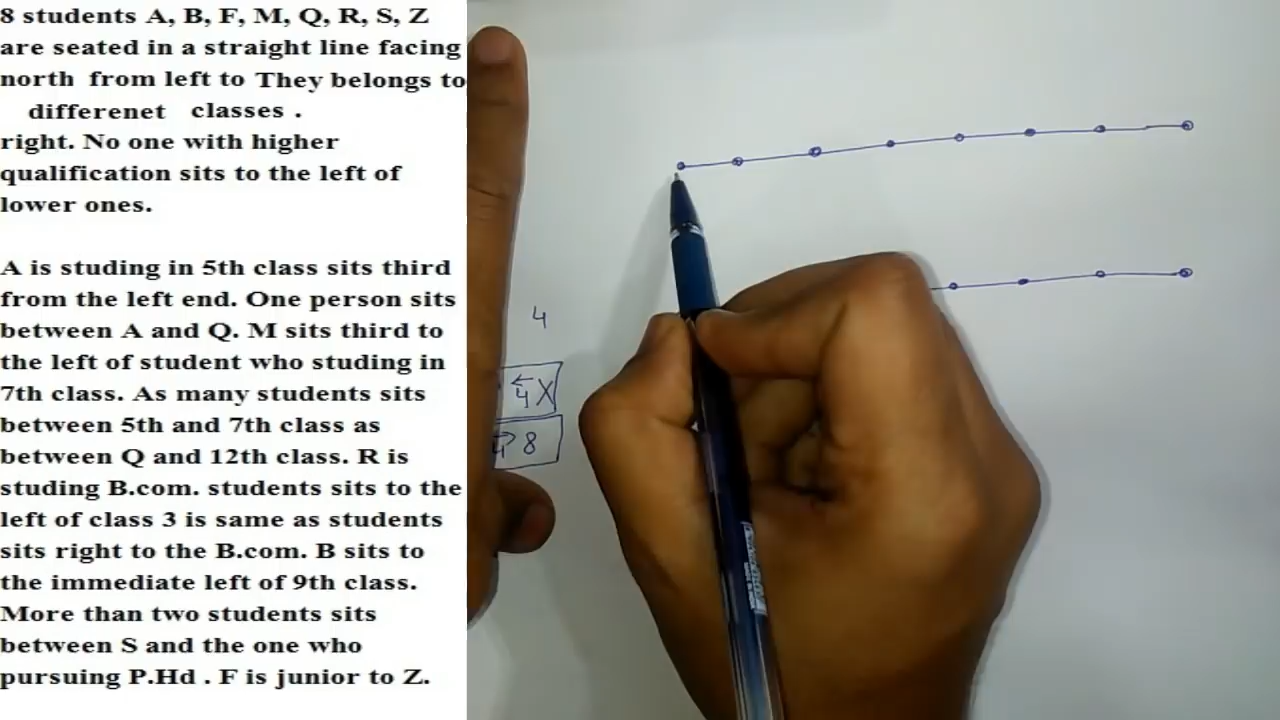 8 students A, B, F, M, Q, R, S, Z
are seated in a straight line facing
north from left to They belongs to
differenet classes .
right. No one with higher
qualification sits to the left of
lower ones.
A is studing in 5th class sits third
from the left end. One person sits
between A and Q. M sits third to
the left of student who studing in
7th class. As many students sits
between 5th and 7th class as
between Q and 12th class. R is
studing B.com. students sits to the
left of class 3 is same as students
sits right to the B.com. B sits to
the immediate left of 9th class.
More than two students sits
between S and the one who
pursuing P.Hd . F is junior to Z.
4
4 X
8